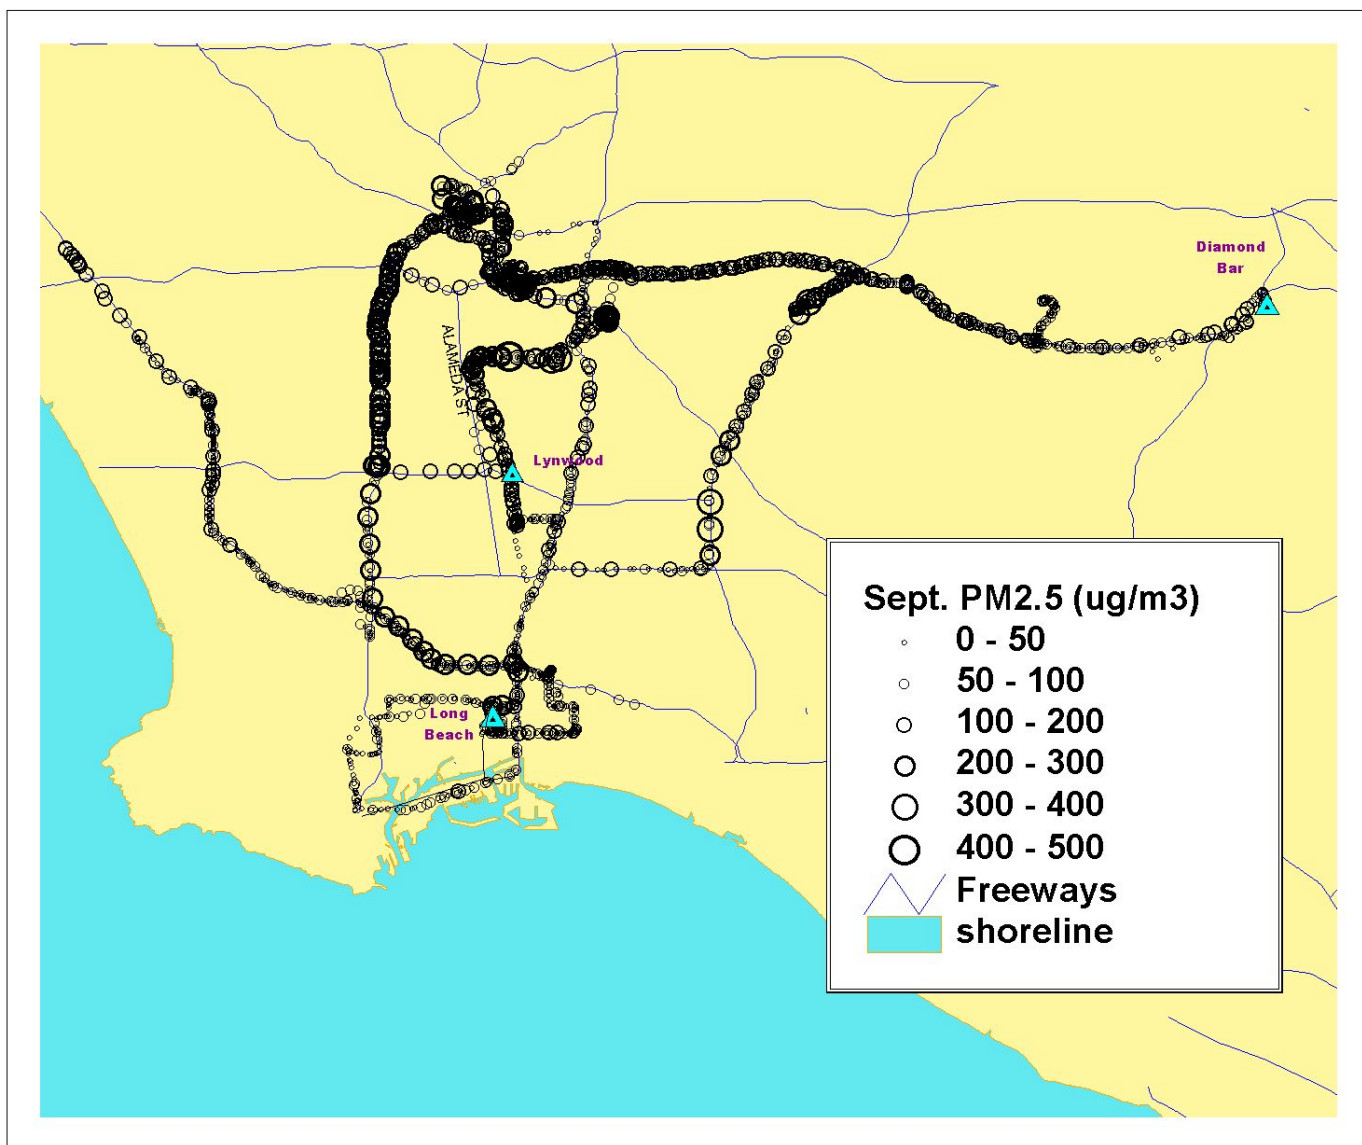 Diamond
Bar
ALAMEDA ST
Lynwood
Long
Beach
Sept. PM2.5 (ug/m3)
0 - 50
50 - 100
100 - 200
200 - 300
300 - 400
400 - 500
Freeways
shoreline